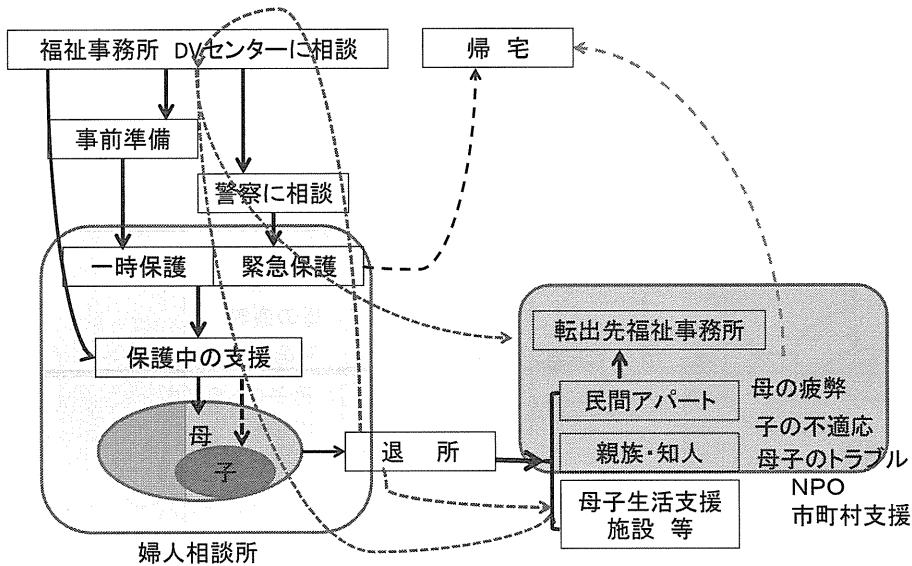 福祉事務所 DVセンターに相談
帰 宅
事前準備
警察に相談
一時保護
緊急保護
転出先福祉事務所
保護中の支援
民間アパート
母の疲弊
母
子の不適応
子
退 所
親族・知人
母子のトラブル
NPO
母子生活支援
施設 等
市町村支援
婦人相談所